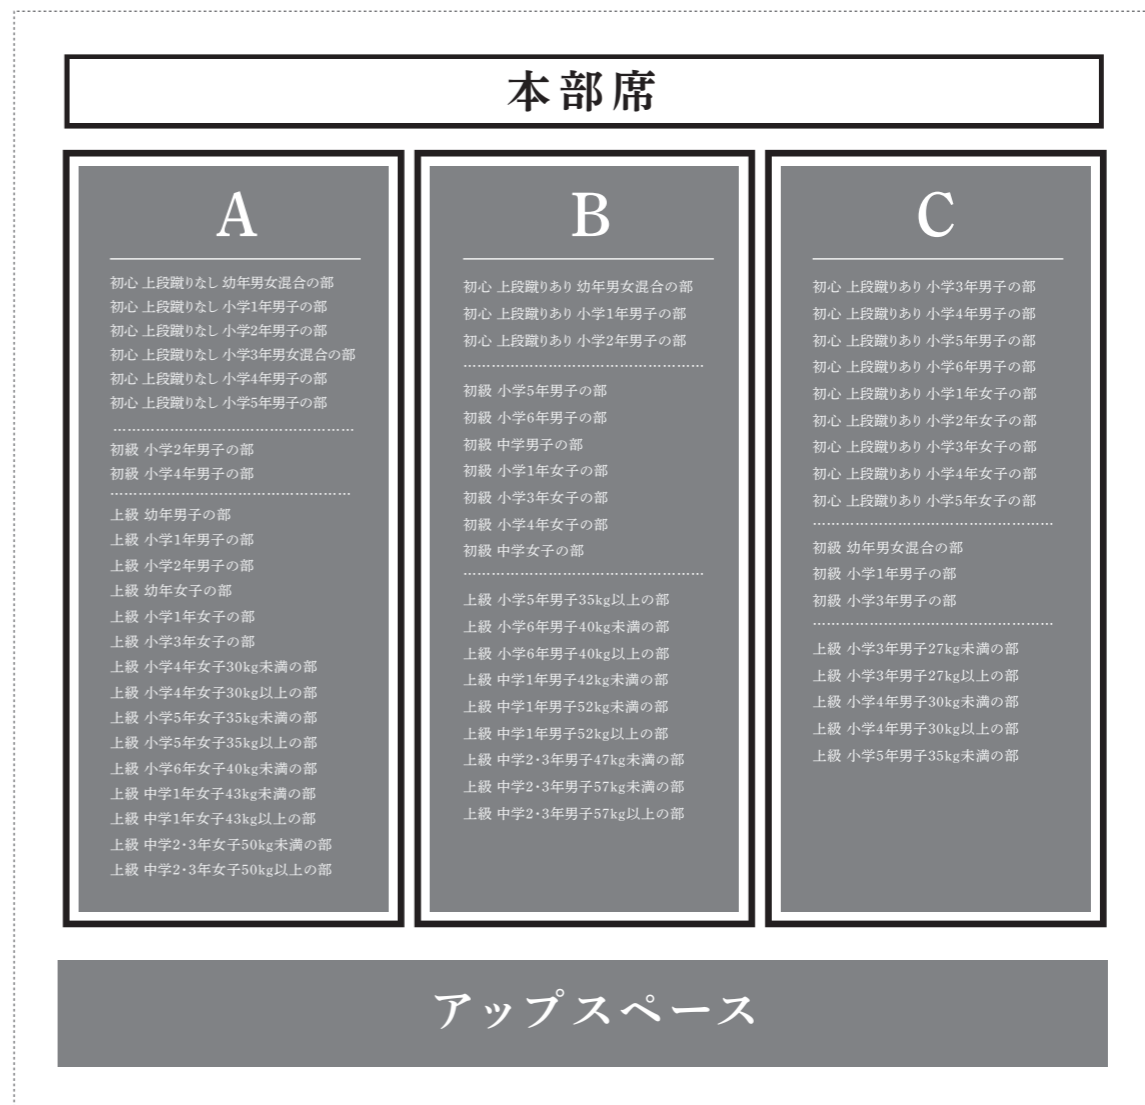 本部席
A
初心 上段蹴りなし 幼年男女混合の部
初心 上段蹴りなし 小学1年男子の部
初心 上段蹴りなし 小学2年男子の部
初心 上段蹴りなし 小学3年男女混合の部
初心 上段蹴りなし 小学4年男子の部
初心 上段蹴りなし 小学5年男子の部
初級 小学2年男子の部
初級 小学4年男子の部
上級 幼年男子の部
上級 小学1年男子の部
上級 小学2年男子の部
上級 幼年女子の部
上級 小学1年女子の部
上級 小学3年女子の部
上級 小学4年女子30kg未満の部
上級 小学4年女子30kg以上の部
上級 小学5年女子35kg未満の部
上級 小学5年女子35kg以上の部
上級 小学6年女子40kg未満の部
上級 中学1年女子43kg未満の部
上級 中学1年女子43kg以上の部
上級 中学2・3年女子50kg未満の部
上級 中学2・3年女子50kg以上の部
B
初心 上段蹴りあり 幼年男女混合の部
初心 上段蹴りあり 小学1年男子の部
初心 上段蹴りあり 小学2年男子の部
初級 小学5年男子の部
初級 小学6年男子の部
初級 中学男子の部
初級 小学1年女子の部
初級 小学3年女子の部
初級 小学4年女子の部
初級 中学女子の部
上級 小学5年男子35kg以上の部
上級 小学6年男子40kg未満の部
上級 小学6年男子40kg以上の部
上級 中学1年男子42kg未満の部
上級 中学1年男子52kg未満の部
上級 中学1年男子52kg以上の部
上級 中学2・3年男子47kg未満の部
上級 中学2・3年男子57kg未満の部
上級 中学2・3年男子57kg以上の部
C
初心 上段蹴りあり 小学3年男子の部
初心 上段蹴りあり 小学4年男子の部
初心 上段蹴りあり 小学5年男子の部
初心 上段蹴りあり 小学6年男子の部
初心 上段蹴りあり 小学1年女子の部
初心 上段蹴りあり 小学2年女子の部
初心 上段蹴りあり 小学3年女子の部
初心 上段蹴りあり 小学4年女子の部
初心 上段蹴りあり 小学5年女子の部
初級 幼年男女混合の部
初級 小学1年男子の部
初級 小学3年男子の部
上級 小学3年男子27kg未満の部
上級 小学3年男子27kg以上の部
上級 小学4年男子30kg未満の部
上級 小学4年男子30kg以上の部
上級 小学5年男子35kg未満の部
アップスペース